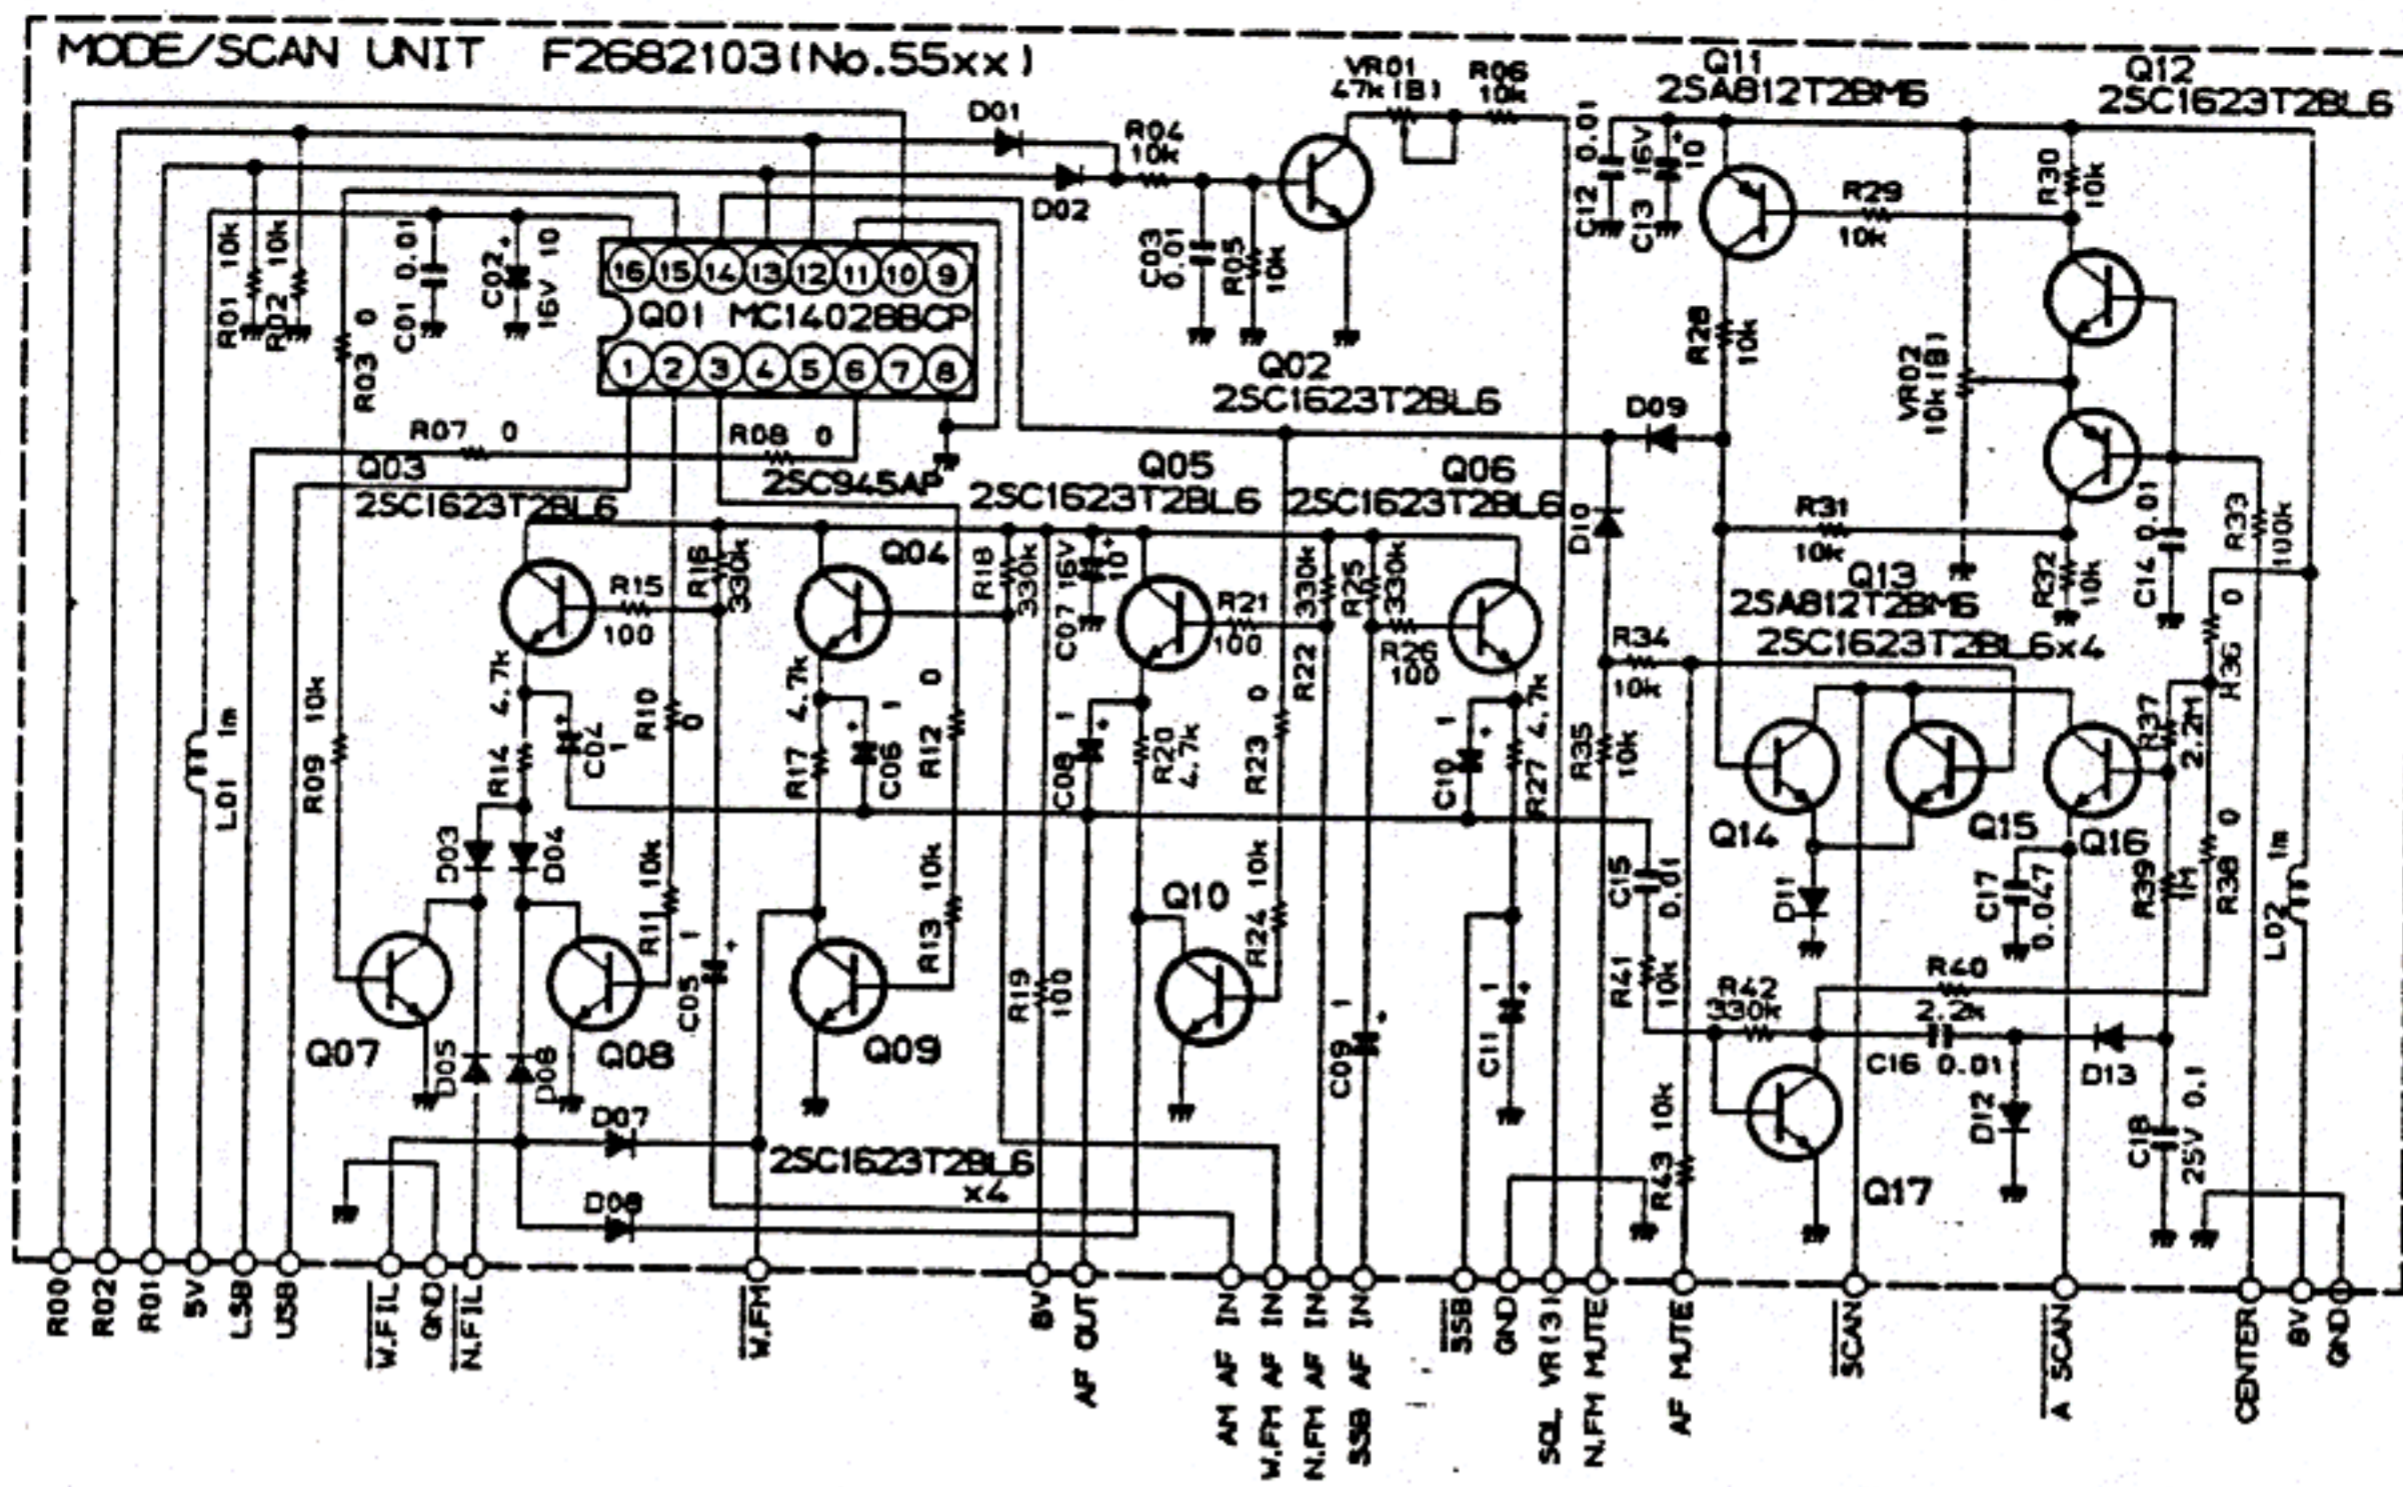 MODE/SCAN UNIT F2682103(No.55xx)
D01
D02
R04
10k
VR01
47k(B)
R06
10k
Q11
2SA812T2BM6
Q12
2SC1623T2BL6
C12 0.01
C13 16V 10
+
R29
10k
R30
10k
R01 10k
R02 10k
R03 0
C01 0.01
C02
+
16V 10
16 15 14 13 12 11 10 9
Q01 MC14028BCP
1 2 3 4 5 6 7 8
C03
0.01
R05
10k
Q02
2SC1623T2BL6
R28
10k
VR02
10k(B)
D09
R07 0
R08 0
Q03
2SC1623T2BL6
2SC945AP
Q05
2SC1623T2BL6
Q06
2SC1623T2BL6
D10
R31
10k
Q13
2SA812T2BM6
2SC1623T2BL6x4
R32
10k
C14 0.01
R33
100k
Q04
R15
100
R16
330k
R18
330k
C07 16V
10
+
R21
100
R22 330k
R25
330k
R26
100
R34
10k
R36 0
R09 10k
L01 1m
R14 4.7k
C04
1
+
R10
0
R17 4.7k
C06 1
+
R12 0
C08 1
+
R20
4.7k
R23 0
C10 1
+
R27 4.7k
R35
10k
R37
2.2M
Q14
Q15
Q16
D03
D04
R11 10k
R13 10k
Q10
R24 10k
C15
0.01
D11
C17
0.047
R39
1M
R38 0
L02 1m
Q07
D05
D06
Q08
C05 1
+
Q09
R19
100
C09 1
+
C11 1
+
R41
10k
R42
330k
R40
2.2k
C16 0.01
D13
D12
C18
25V 0.1
Q17
R43 10k
D07
D08
2SC1623T2BL6
x4
R00
R02
R01
5V
LSB
USB
W.FIL
GND
N.FIL
W.FM
8V
AF OUT
AM AF IN
W.FM AF IN
N.FM AF IN
SSB AF IN
SSB
GND
SQL VR(3)
N.FM MUTE
AF MUTE
SCAN
A SCAN
CENTER
8V
GND